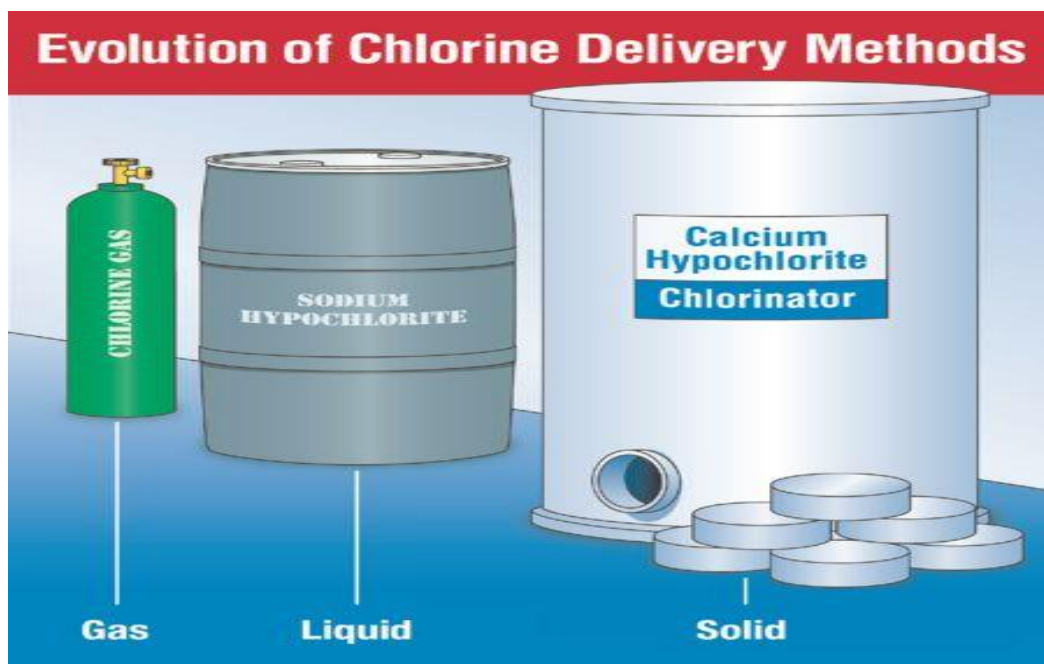 Evolution of Chlorine Delivery Methods
CHLORINE GAS
SODIUM
HYPOCHLORITE
Calcium
Hypochlorite
Chlorinator
Gas
Liquid
Solid